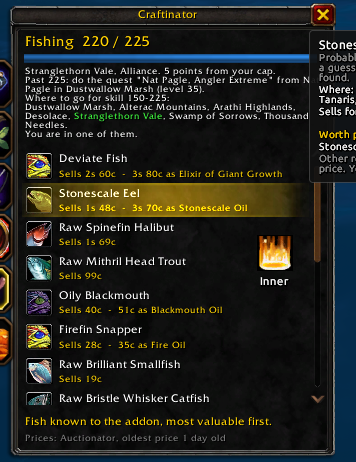 Craftinator
Fishing 220 / 225
Stranglethorn Vale, Alliance. 5 points from your cap.
Past 225: do the quest "Nat Pagle, Angler Extreme" from N
Pagle in Dustwallow Marsh (level 35).
Where to go for skill 150-225:
Dustwallow Marsh, Alterac Mountains, Arathi Highlands,
Desolace, Stranglethorn Vale, Swamp of Sorrows, Thousand
Needles.
You are in one of them.
Deviate Fish
Sells 2s 60c - 3s 80c as Elixir of Giant Growth
Stonescale Eel
Sells 1s 48c - 3s 70c as Stonescale Oil
Raw Spinefin Halibut
Sells 1s 69c
Raw Mithril Head Trout
Sells 99c
Oily Blackmouth
Sells 40c - 51c as Blackmouth Oil
Firefin Snapper
Sells 28c - 35c as Fire Oil
Raw Brilliant Smallfish
Sells 19c
Raw Bristle Whisker Catfish
Inner
Fish known to the addon, most valuable first.
Prices: Auctionator, oldest price 1 day old
Stones
Probab
a guess
found.
Where:
Tanaris,
Sells fo
Worth p
Stonesc
Other r
price. Yo